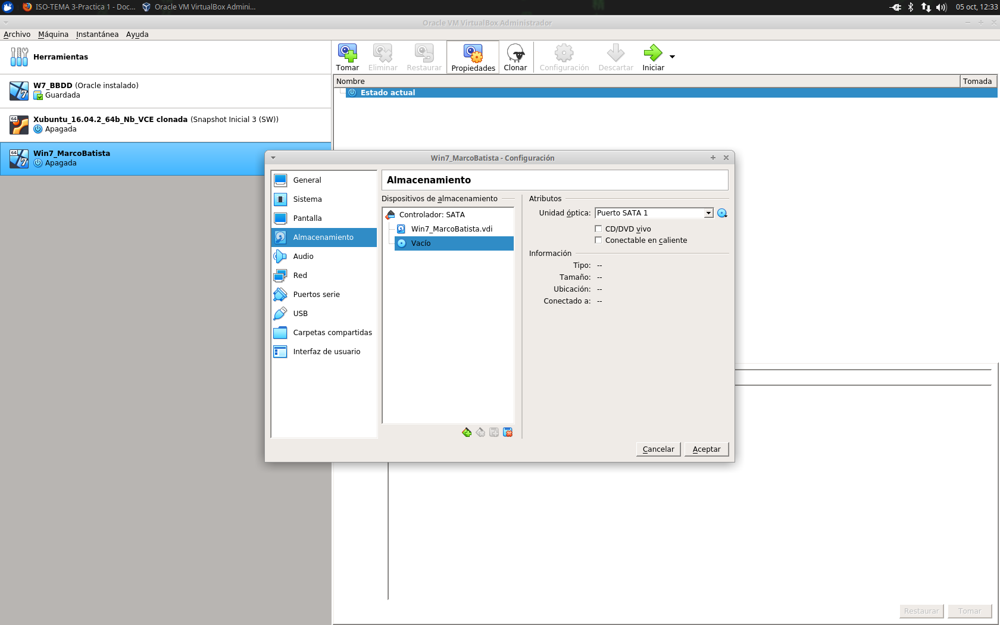 ISO-TEMA 3-Practica 1 - Doc...
Oracle VM VirtualBox Admini...
05 oct, 12:33
Oracle VM VirtualBox Administrador
Archivo Máquina Instantánea Ayuda
Herramientas
Tomar Eliminar Restaurar Propiedades Clonar Configuración Descartar Iniciar
Nombre Tomada
Estado actual
W7_BBDD (Oracle instalado)
Guardada
64
Xubuntu_16.04.2_64b_Nb_VCE clonada (Snapshot Inicial 3 (SW))
Apagada
64
Win7_MarcoBatista
Apagada
Win7_MarcoBatista - Configuración
General
Sistema
Pantalla
Almacenamiento
Audio
Red
Puertos serie
USB
Carpetas compartidas
Interfaz de usuario
Almacenamiento
Dispositivos de almacenamiento
Controlador: SATA
Win7_MarcoBatista.vdi
Vacío
Atributos
Unidad óptica: Puerto SATA 1
CD/DVD vivo
Conectable en caliente
Información
Tipo: --
Tamaño: --
Ubicación: --
Conectado a: --
Cancelar Aceptar
Restaurar Tomar